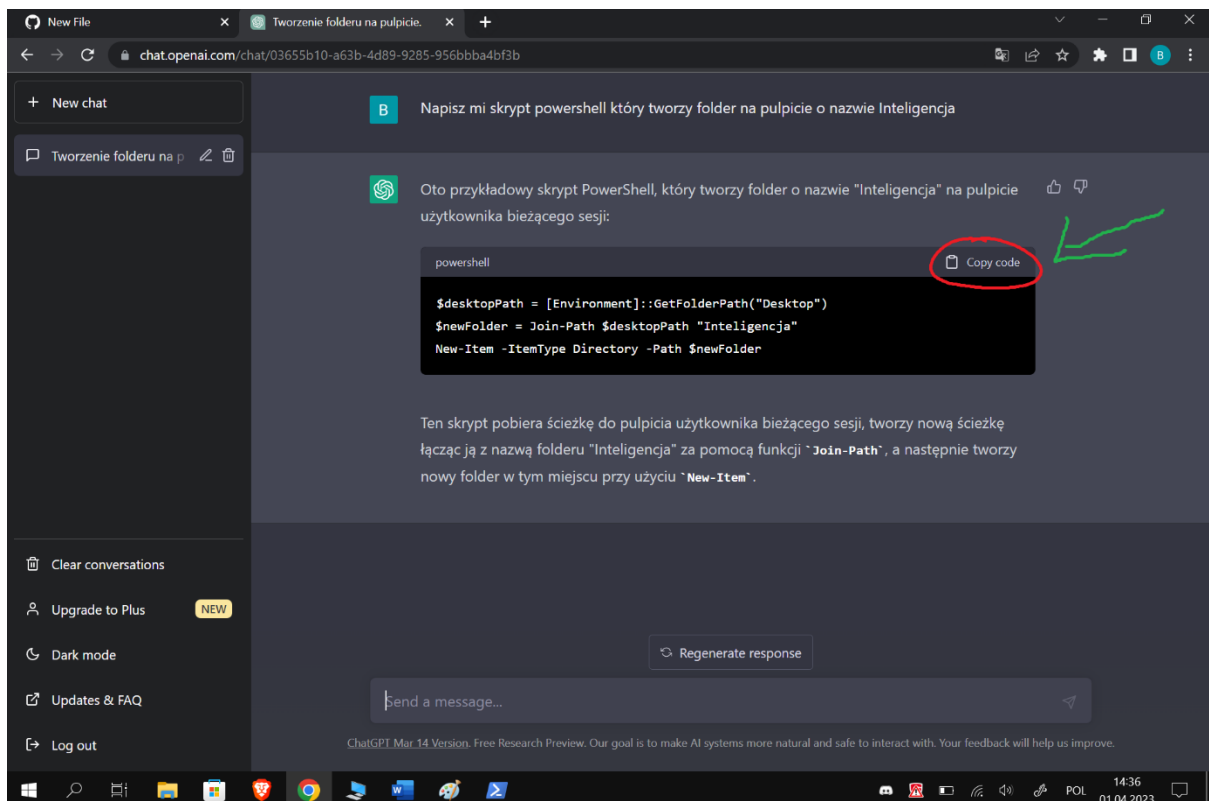 New File
Tworzenie folderu na pulpicie.
chat.openai.com/chat/03655b10-a63b-4d89-9285-956bbba4bf3b
B
+ New chat
Tworzenie folderu na p
B
Napisz mi skrypt powershell który tworzy folder na pulpicie o nazwie Inteligencja
Oto przykładowy skrypt PowerShell, który tworzy folder o nazwie "Inteligencja" na pulpicie
użytkownika bieżącego sesji:
powershell
Copy code
$desktopPath = [Environment]::GetFolderPath("Desktop")
$newFolder = Join-Path $desktopPath "Inteligencja"
New-Item -ItemType Directory -Path $newFolder
Ten skrypt pobiera ścieżkę do pulpicia użytkownika bieżącego sesji, tworzy nową ścieżkę
łącząc ją z nazwą folderu "Inteligencja" za pomocą funkcji `Join-Path`, a następnie tworzy
nowy folder w tym miejscu przy użyciu `New-Item`.
Clear conversations
Upgrade to Plus
NEW
Dark mode
Updates & FAQ
Log out
Regenerate response
Send a message...
ChatGPT Mar 14 Version. Free Research Preview. Our goal is to make AI systems more natural and safe to interact with. Your feedback will help us improve.
POL
14:36
01.04.2023